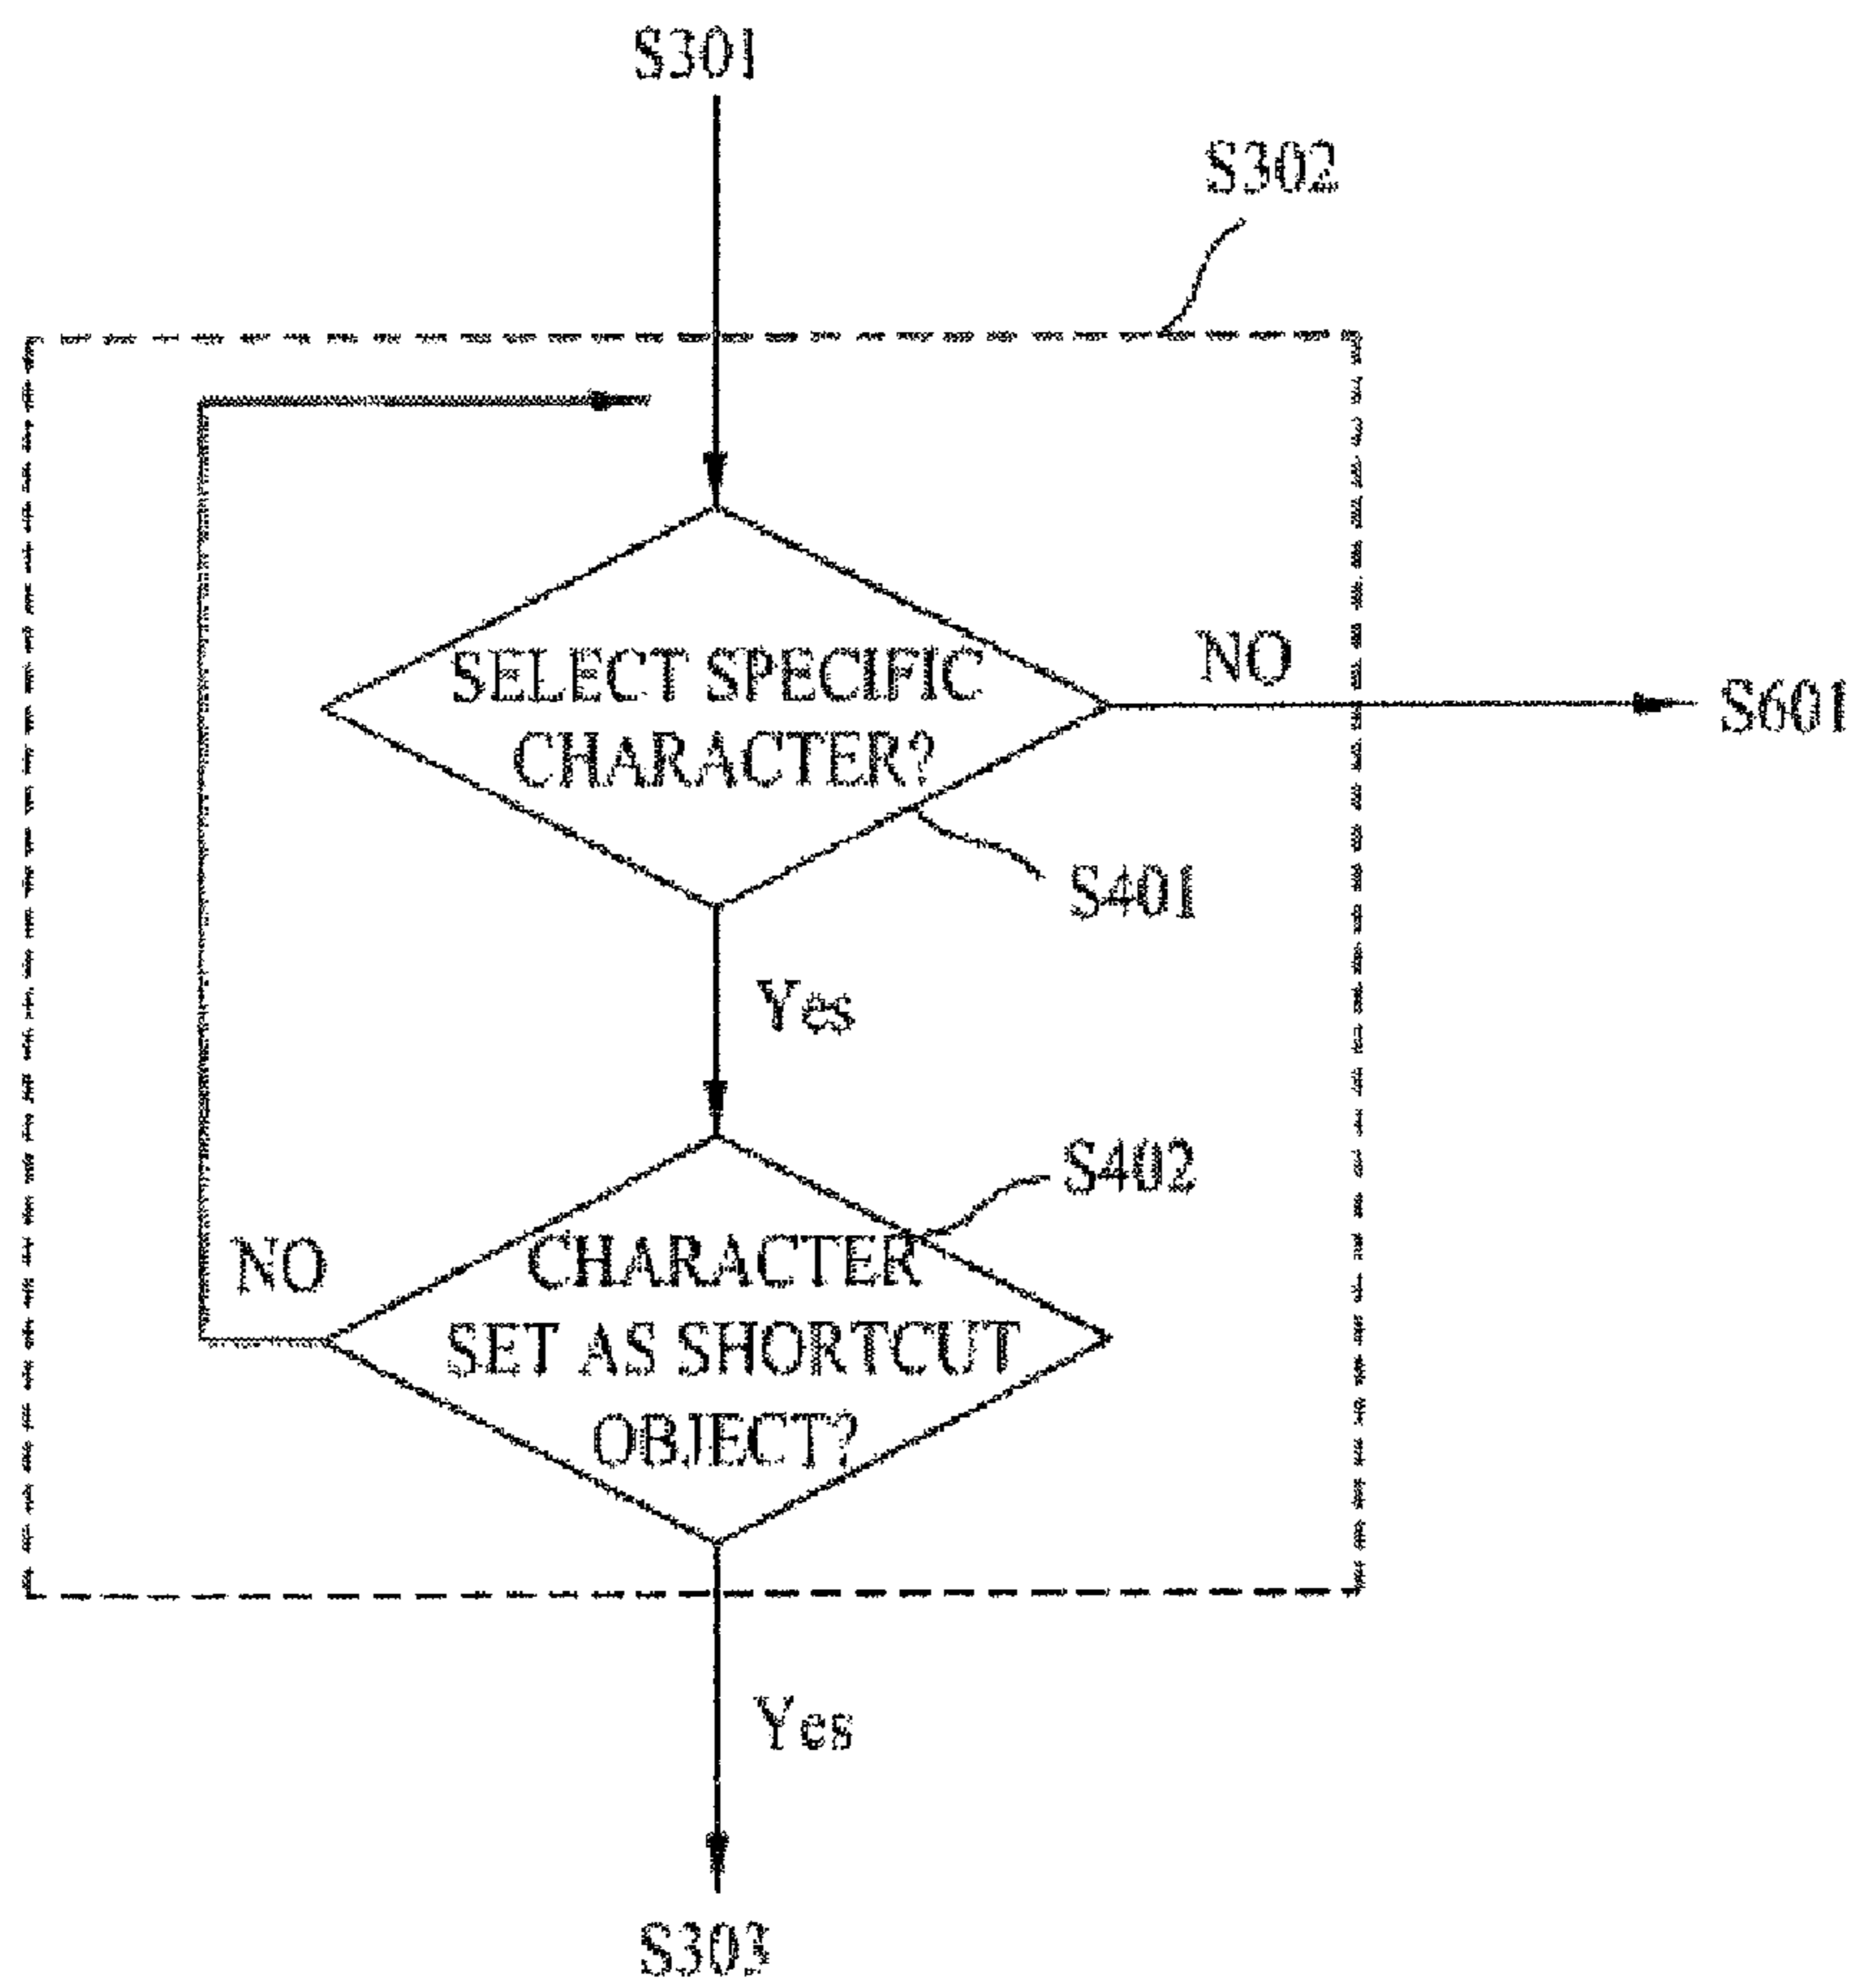 S301
S302
SELECT SPECIFIC
CHARACTER?
NO
S601
S401
Yes
S402
NO
CHARACTER
SET AS SHORTCUT
OBJECT?
Yes
S303